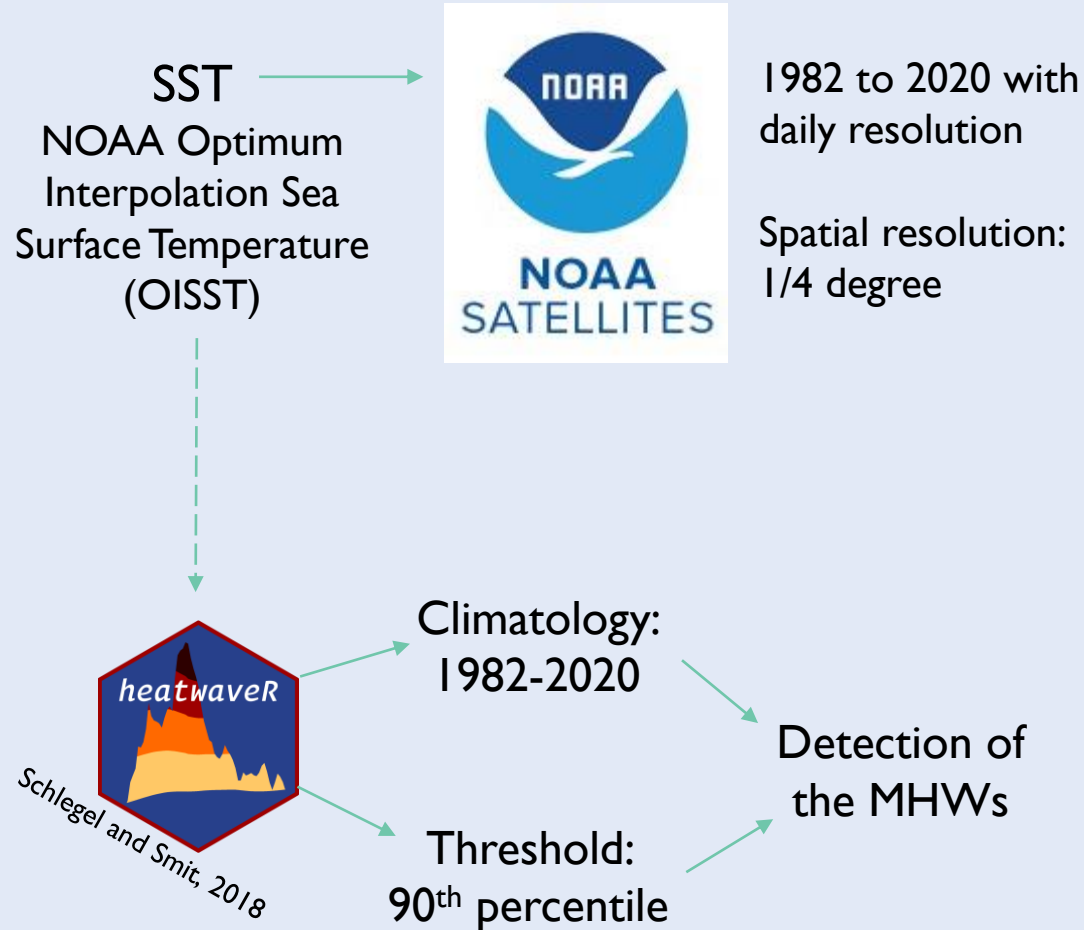 SST
NOAA Optimum
Interpolation Sea
Surface Temperature
(OISST)
NOAA
NOAA
SATELLITES
1982 to 2020 with
daily resolution
Spatial resolution:
1/4 degree
heatwaveR
Schlegel and Smit, 2018
Climatology:
1982-2020
Threshold:
90th percentile
Detection of
the MHWs